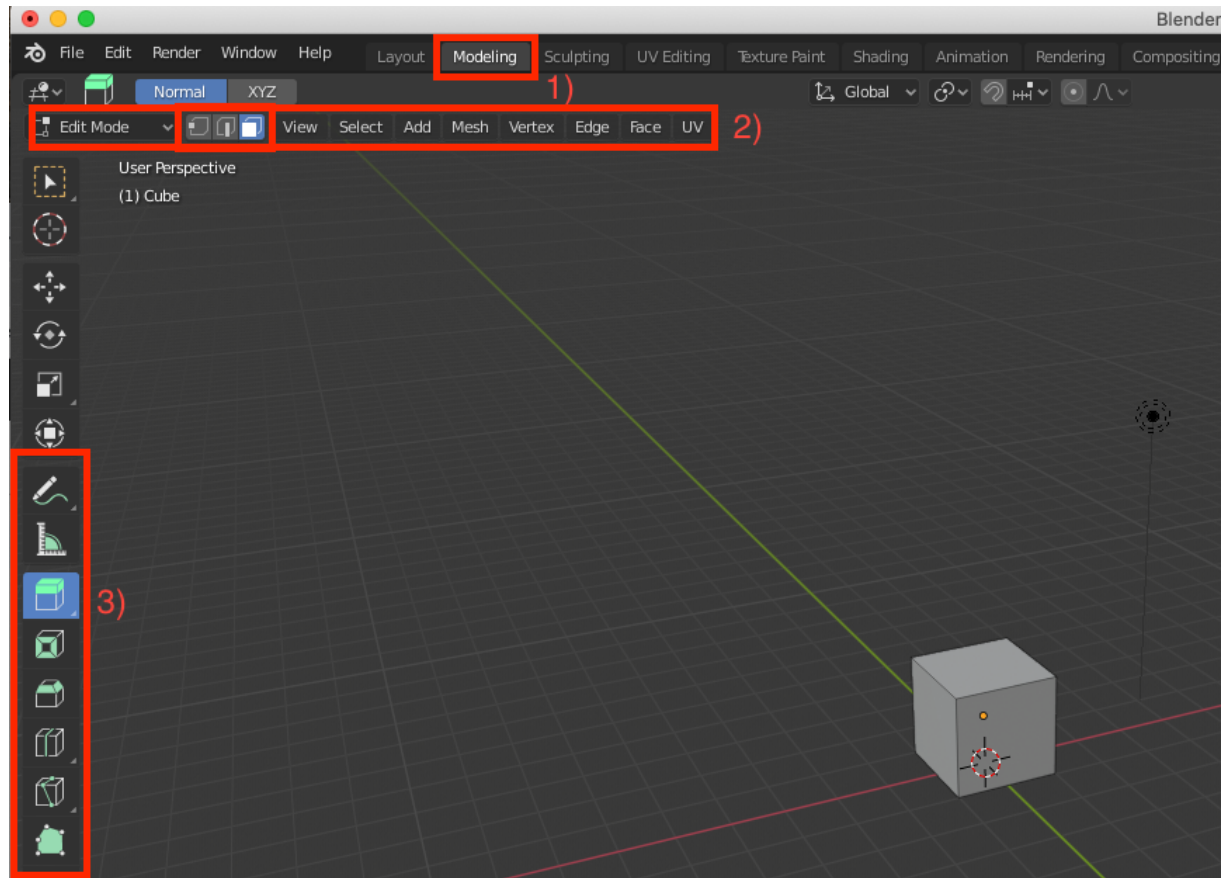 Blender
File Edit Render Window Help Layout Modeling Sculpting UV Editing Texture Paint Shading Animation Rendering Compositing
1)
Normal XYZ Global
Edit Mode View Select Add Mesh Vertex Edge Face UV 2)
User Perspective
(1) Cube
3)